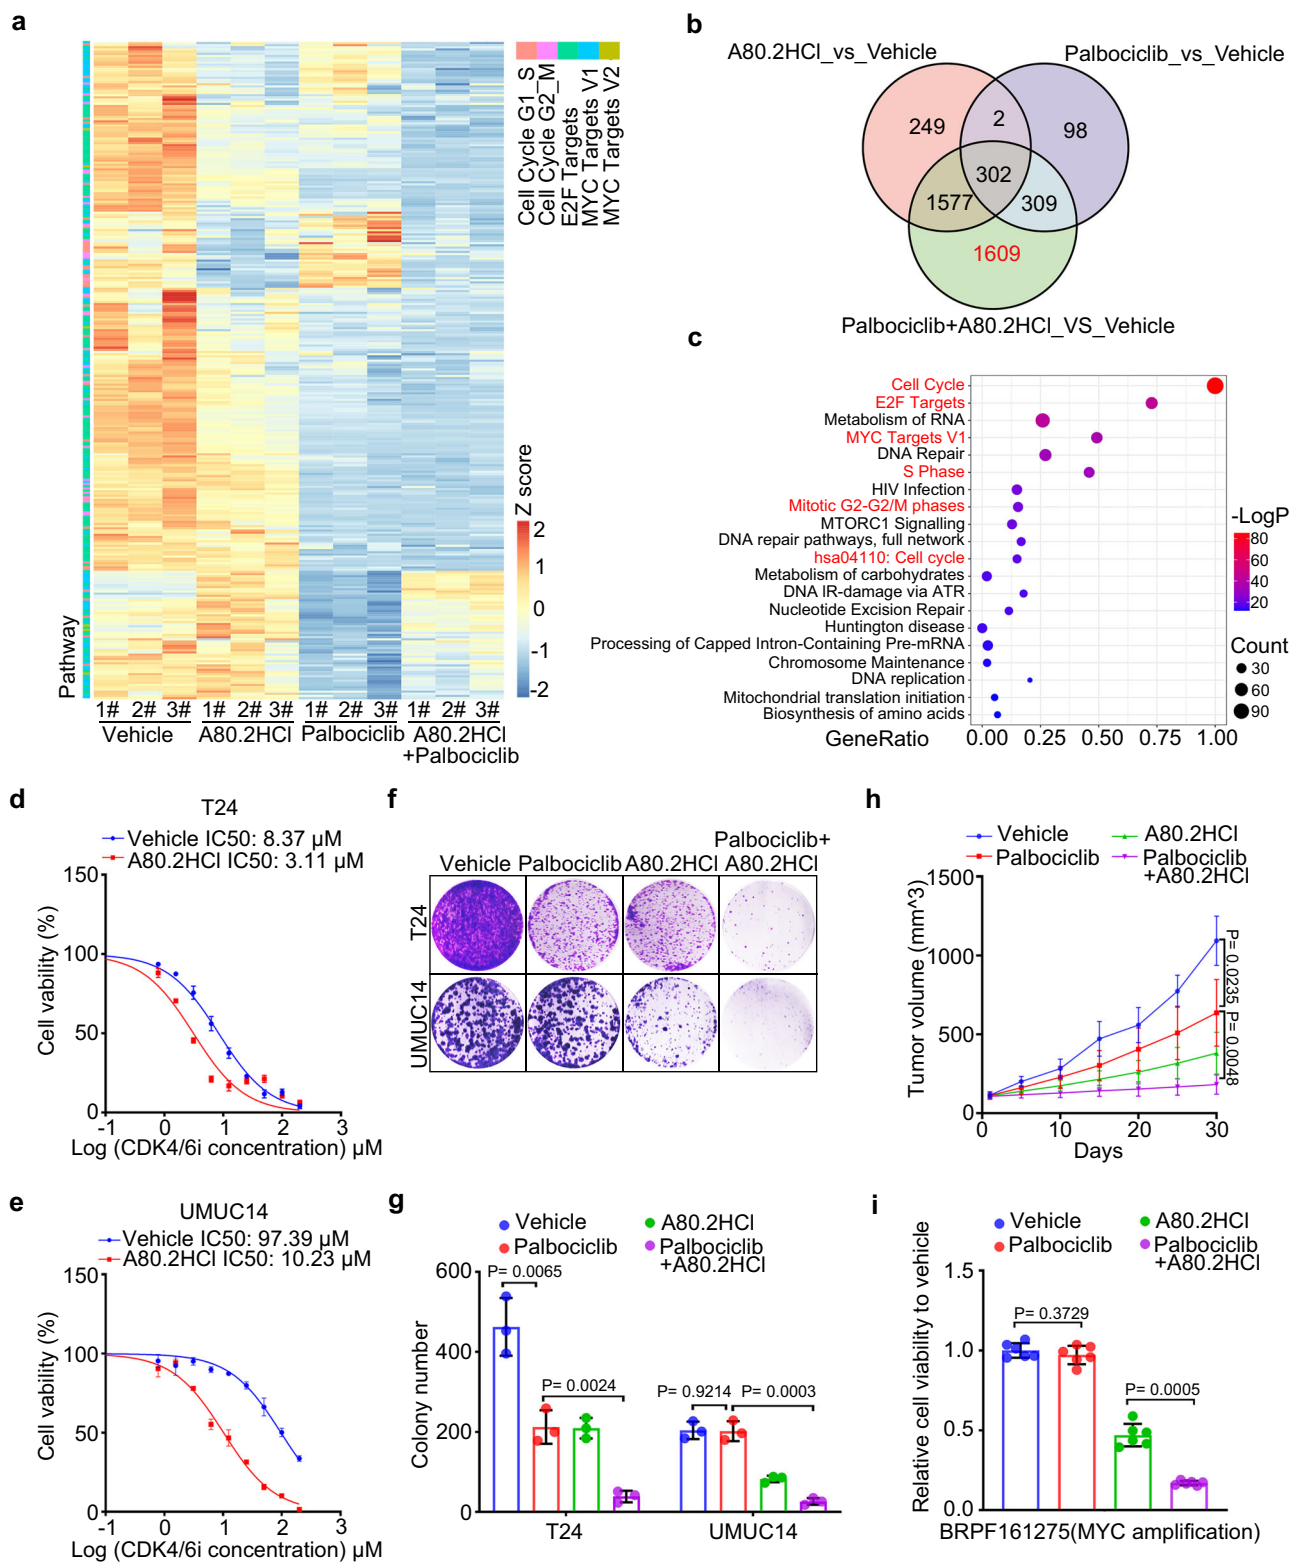 a
Cell Cycle G1_S
Cell Cycle G2_M
E2F Targets
MYC Targets V1
MYC Targets V2
Z score
2
1
0
-1
-2
Pathway
1# 2# 3# 1# 2# 3# 1# 2# 3# 1# 2# 3#
Vehicle A80.2HCl Palbociclib A80.2HCl
+Palbociclib
b
A80.2HCl_vs_Vehicle
Palbociclib_vs_Vehicle
249 2 98
302
1577 309
1609
Palbociclib+A80.2HCl_VS_Vehicle
c
Cell Cycle
E2F Targets
Metabolism of RNA
MYC Targets V1
DNA Repair
S Phase
HIV Infection
Mitotic G2-G2/M phases
MTORC1 Signalling
DNA repair pathways, full network
hsa04110: Cell cycle
Metabolism of carbohydrates
DNA IR-damage via ATR
Nucleotide Excision Repair
Huntington disease
Processing of Capped Intron-Containing Pre-mRNA
Chromosome Maintenance
DNA replication
Mitochondrial translation initiation
Biosynthesis of amino acids
GeneRatio 0.00 0.25 0.50 0.75 1.00
-LogP
80
60
40
20
Count
30
60
90
d
T24
Vehicle IC50: 8.37 µM
A80.2HCl IC50: 3.11 µM
Cell viability (%)
150
100
50
0
-1 0 1 2 3
Log (CDK4/6i concentration) µM
e
UMUC14
Vehicle IC50: 97.39 µM
A80.2HCl IC50: 10.23 µM
Cell viability (%)
150
100
50
0
-1 0 1 2 3
Log (CDK4/6i concentration) µM
f
Vehicle Palbociclib A80.2HCl Palbociclib+
A80.2HCl
T24
UMUC14
g
Vehicle
Palbociclib
A80.2HCl
Palbociclib
+A80.2HCl
Colony number
600
400
200
0
P= 0.0065
P= 0.0024
P= 0.9214
P= 0.0003
T24 UMUC14
h
Vehicle
Palbociclib
A80.2HCl
Palbociclib
+A80.2HCl
Tumor volume (mm^3)
1500
1000
500
0
P= 0.0235
P= 0.0048
0 10 20 30
Days
i
Vehicle
Palbociclib
A80.2HCl
Palbociclib
+A80.2HCl
Relative cell viability to vehicle
1.5
1.0
0.5
0.0
P= 0.3729
P= 0.0005
BRPF161275(MYC amplification)